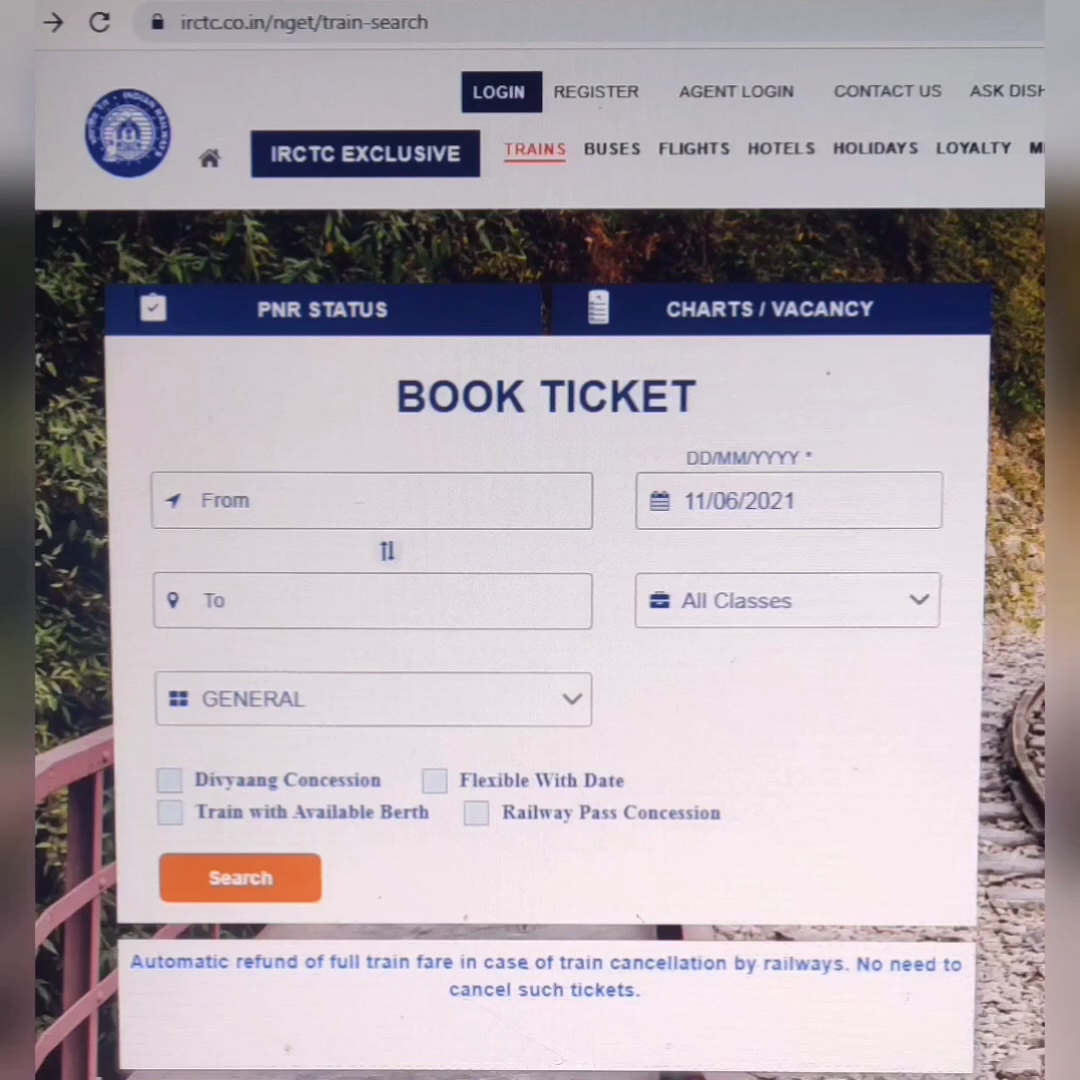 irctc.co.in/nget/train-search
LOGIN REGISTER AGENT LOGIN CONTACT US ASK DISH
IRCTC EXCLUSIVE TRAINS BUSES FLIGHTS HOTELS HOLIDAYS LOYALTY
PNR STATUS CHARTS / VACANCY
BOOK TICKET
DD/MM/YYYY *
From 11/06/2021
To All Classes
GENERAL
Divyaang Concession Flexible With Date
Train with Available Berth Railway Pass Concession
Search
Automatic refund of full train fare in case of train cancellation by railways. No need to
cancel such tickets.